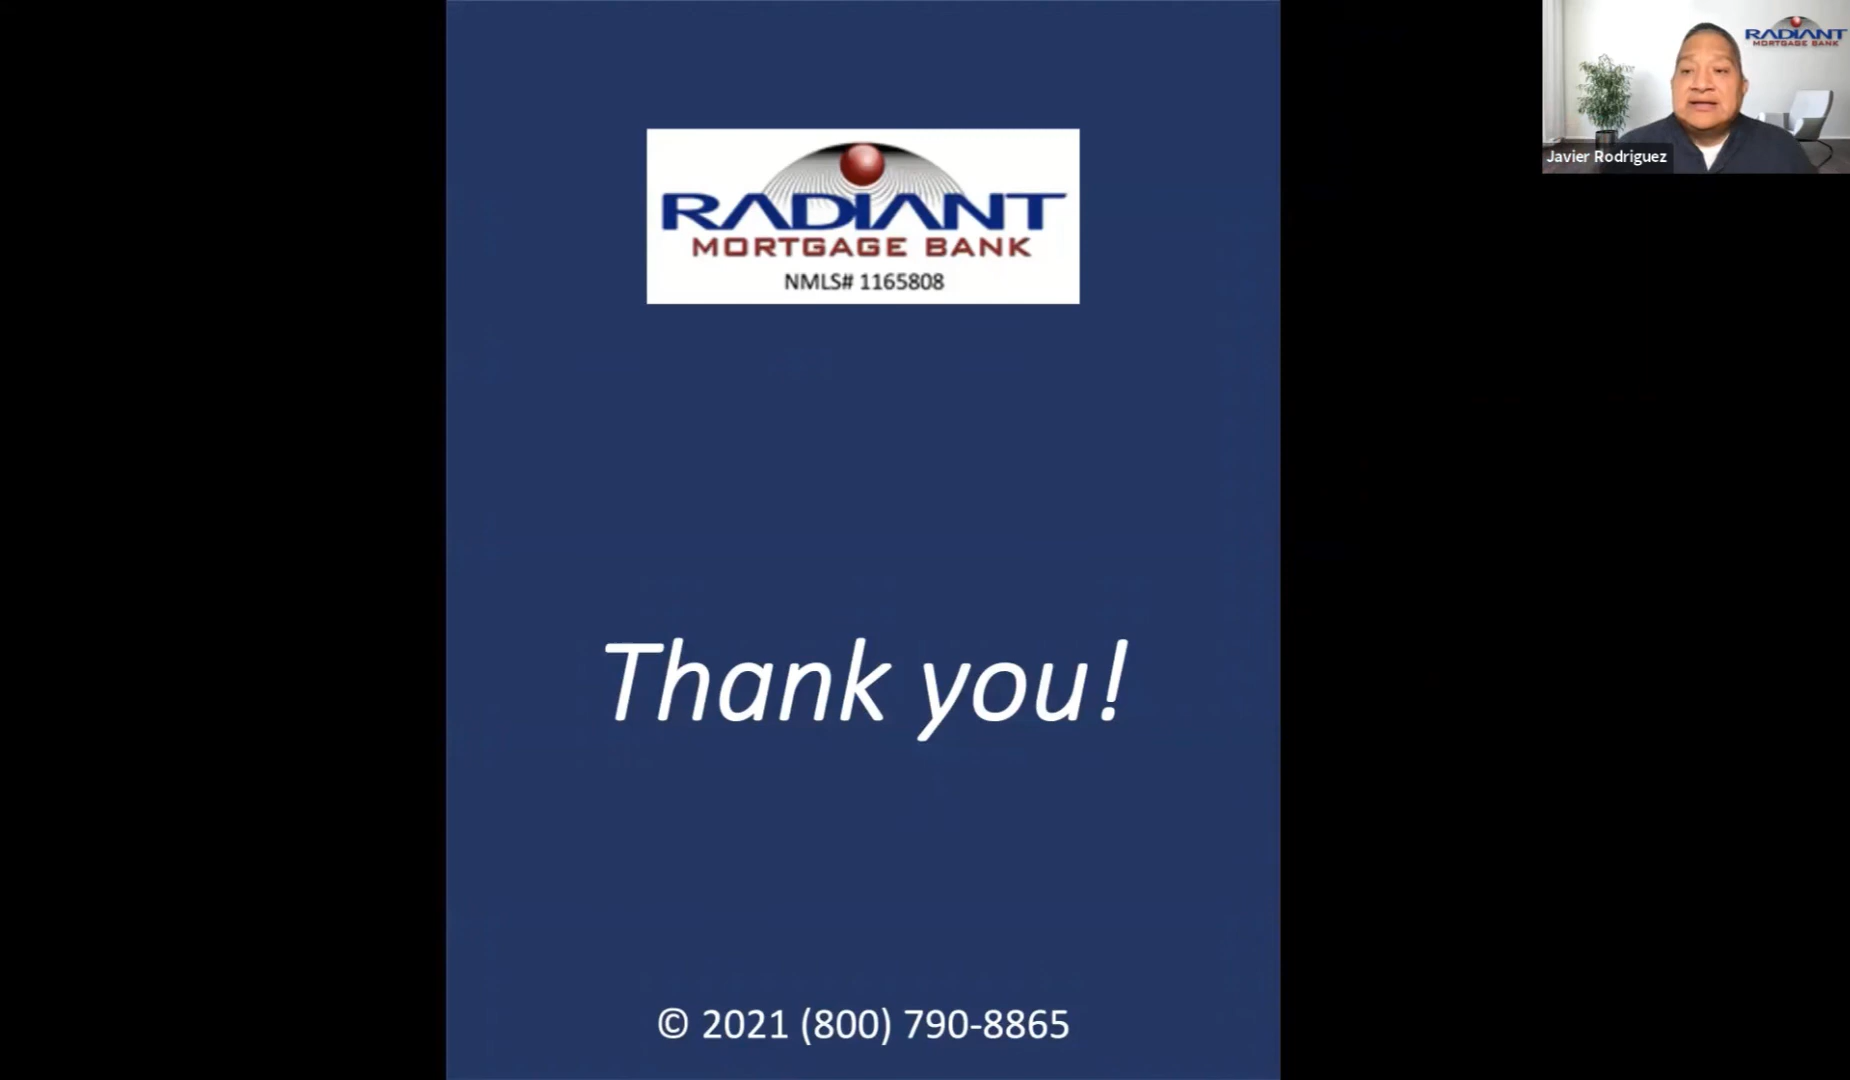 RADIANT
MORTGAGE BANK
NMLS# 1165808
Thank you!
© 2021 (800) 790-8865
RADIANT
MORTGAGE BANK
Javier Rodriguez